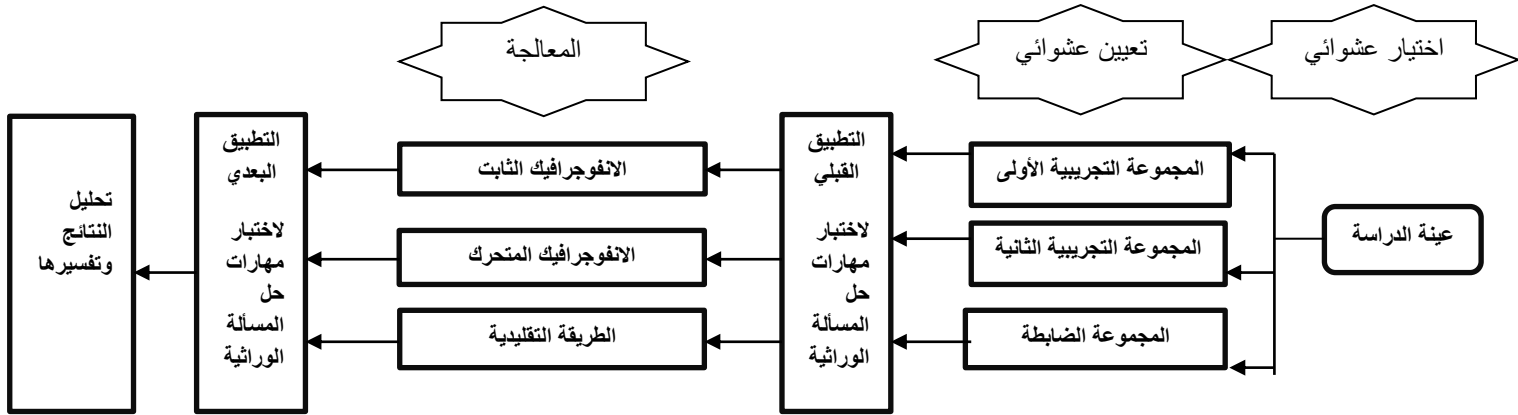 اختيار عشوائي
تعيين عشوائي
المعالجة
عينة الدراسة
المجموعة التجريبية الأولى
المجموعة التجريبية الثانية
المجموعة الضابطة
التطبيق
القبلي
لاختبار
مهارات
حل
المسألة
الوراثية
الانفوجرافيك الثابت
الانفوجرافيك المتحرك
الطريقة التقليدية
التطبيق
البعدي
لاختبار
مهارات
حل
المسألة
الوراثية
تحليل
النتائج
وتفسيرها